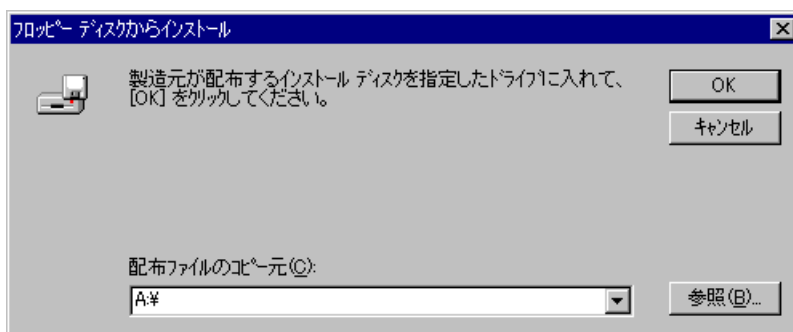 フロッピー ディスクからインストール
製造元が配布するインストール ディスクを指定したドライブに入れて、
[OK] をクリックしてください。
OK
キャンセル
配布ファイルのコピー元(C):
A:¥
参照(B)...